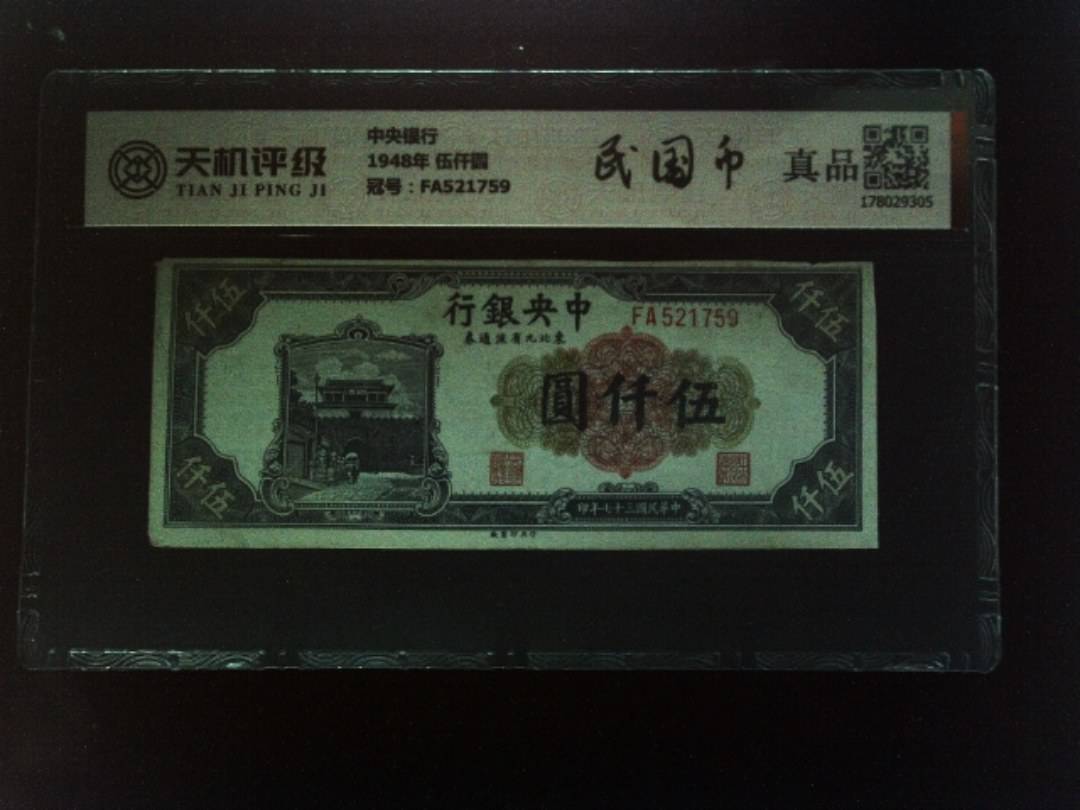 天机评级
TIAN JI PING JI
中央银行
1948年 伍仟圆
冠号：FA521759
民国币
真品
178029305
仟伍
仟伍
行銀央中
FA521759
券通流省九北東
圓仟伍
仟伍
仟伍
印年七十三國民華中